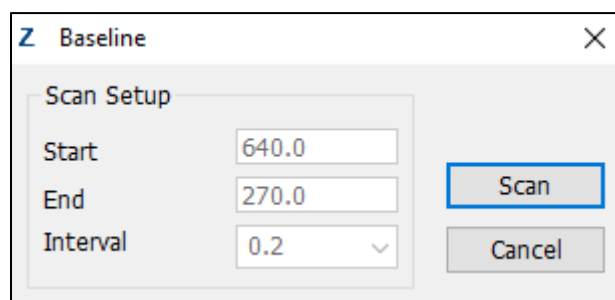 Z Baseline
Scan Setup
Start 640.0
End 270.0
Interval 0.2
Scan
Cancel